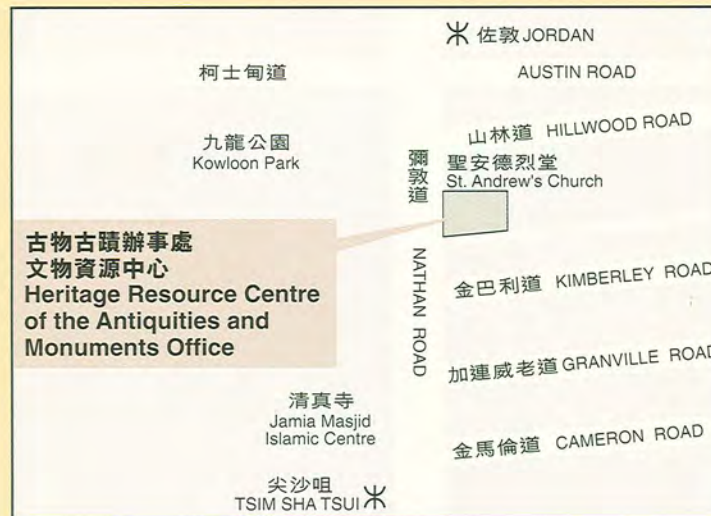 佐敦 JORDAN
柯士甸道
AUSTIN ROAD
山林道 HILLWOOD ROAD
九龍公園
Kowloon Park
彌敦道
聖安德烈堂
St. Andrew's Church
古物古蹟辦事處
文物資源中心
Heritage Resource Centre
of the Antiquities and
Monuments Office
NATHAN ROAD
金巴利道 KIMBERLEY ROAD
加連威老道 GRANVILLE ROAD
清真寺
Jamia Masjid
Islamic Centre
金馬倫道 CAMERON ROAD
尖沙咀
TSIM SHA TSUI